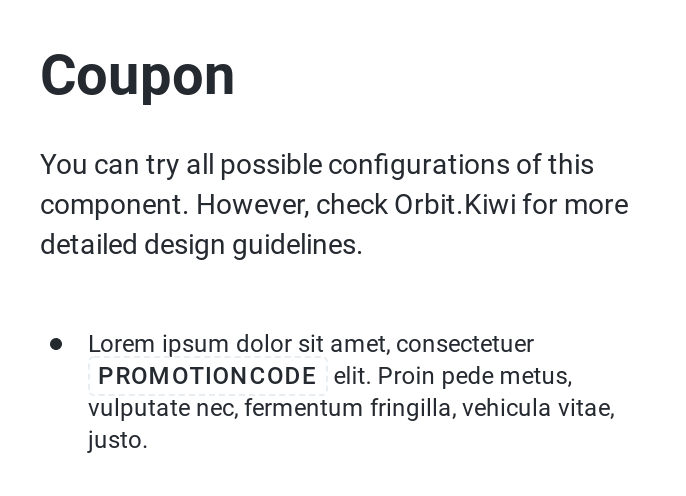 Coupon
You can try all possible configurations of this
component. However, check Orbit.Kiwi for more
detailed design guidelines.
Lorem ipsum dolor sit amet, consectetuer
PROMOTIONCODE elit. Proin pede metus,
vulputate nec, fermentum fringilla, vehicula vitae,
justo.